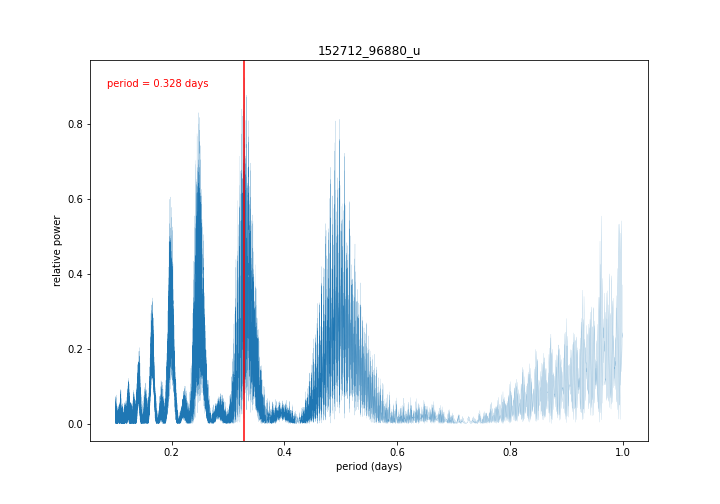 152712_96880_u
period = 0.328 days
relative power
0.8
0.6
0.4
0.2
0.0
0.2 0.4 0.6 0.8 1.0
period (days)